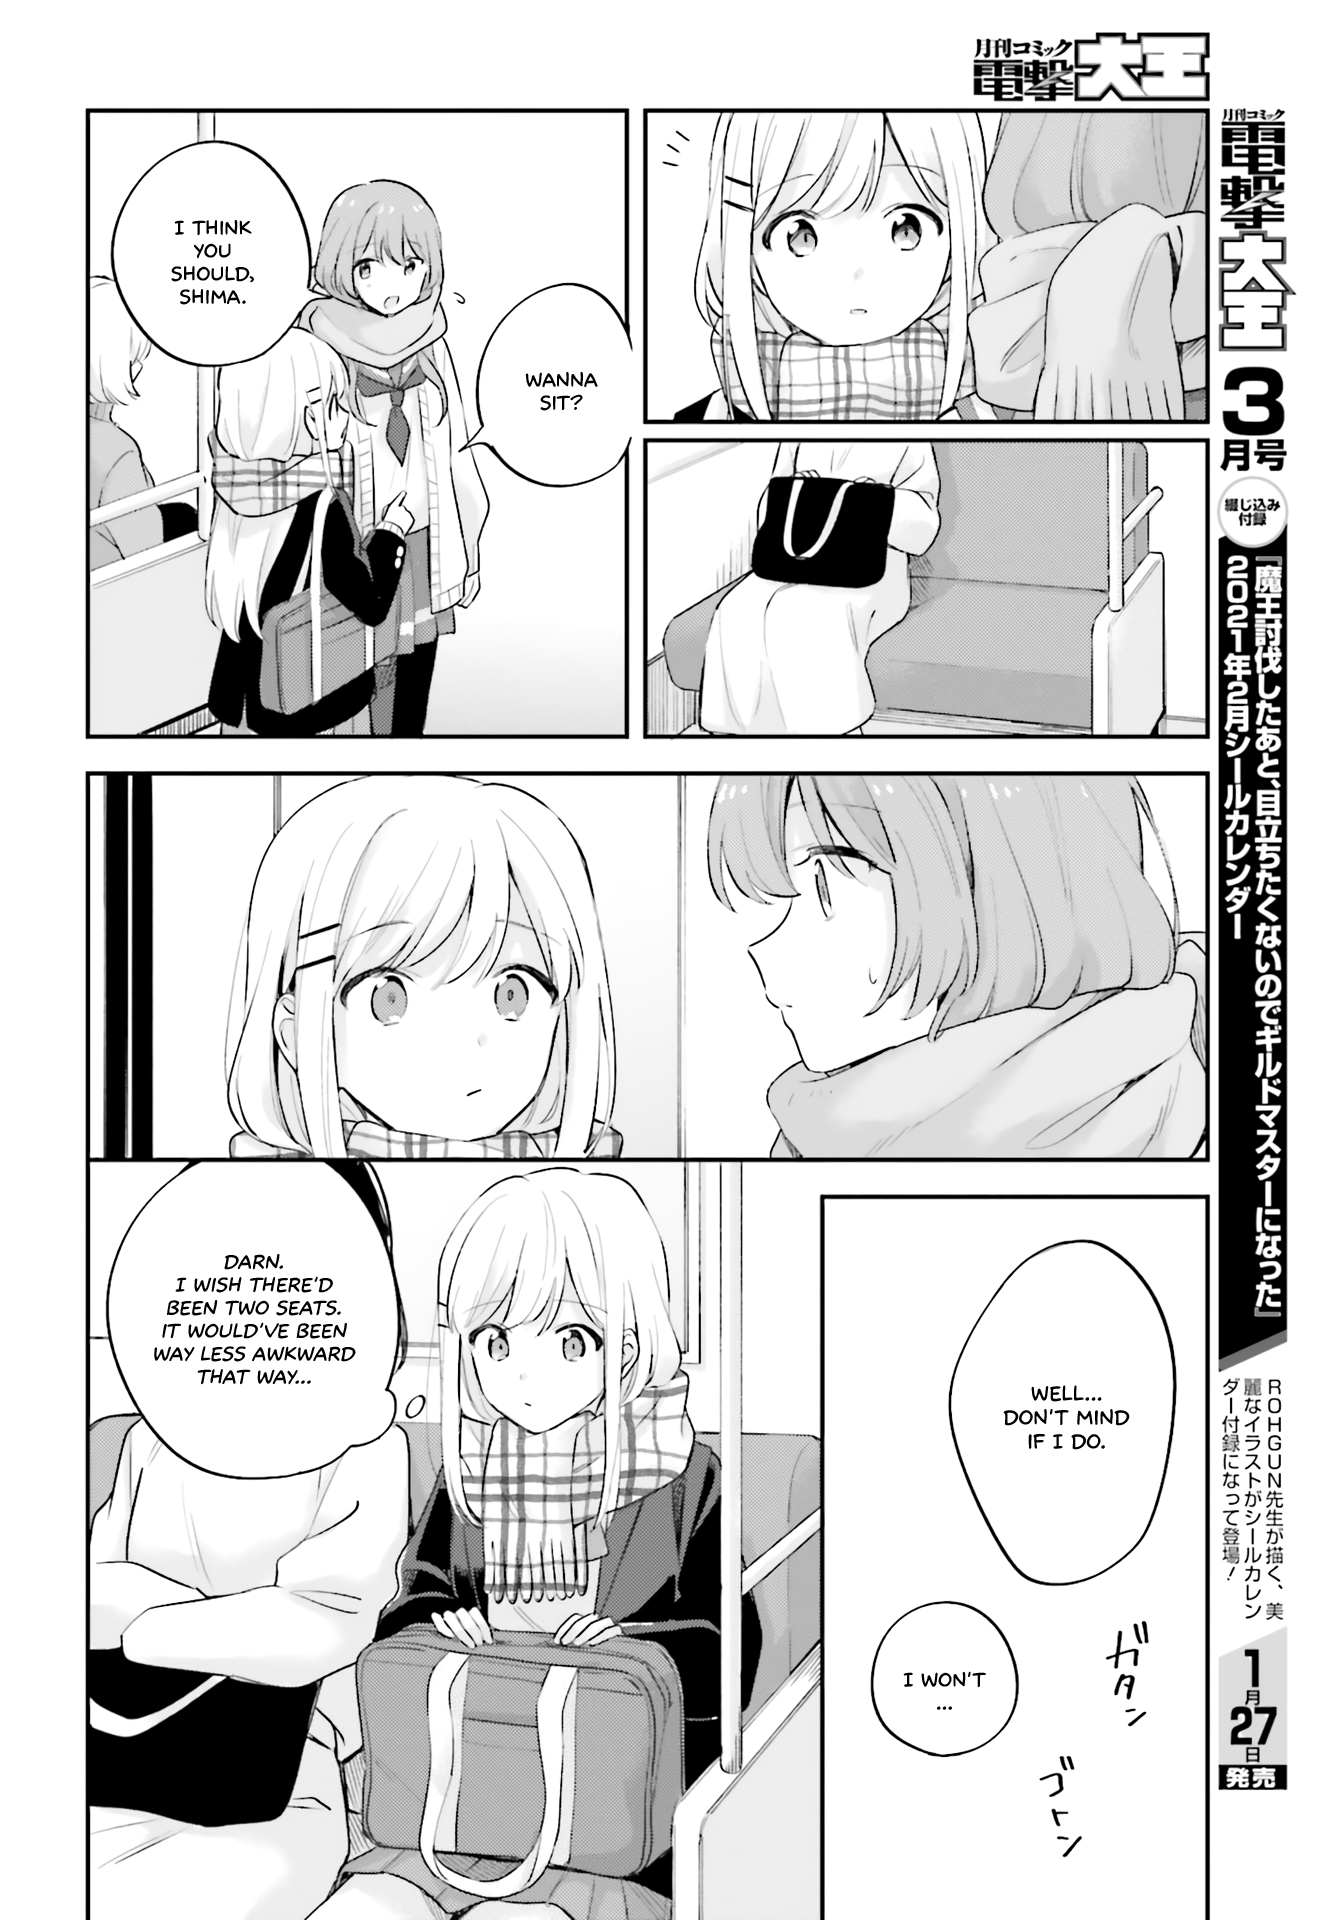 月刊コミック
電撃大王
月刊コミック
電撃大王
3
月号
綴じ込み
付録
『魔王討伐したあと、目立ちたくないのでギルドマスターになった』
2021年2月シールカレンダー
ROHGUN先生が描く、美
麗なイラストがシールカレン
ダー付録になって登場!
1
月
27
日
発売
WANNA
SIT?
I THINK
YOU
SHOULD,
SHIMA.
WELL...
DON'T MIND
IF I DO.
I WON'T
...
ガタン
ゴトン
DARN.
I WISH THERE'D
BEEN TWO SEATS.
IT WOULD'VE BEEN
WAY LESS AWKWARD
THAT WAY...